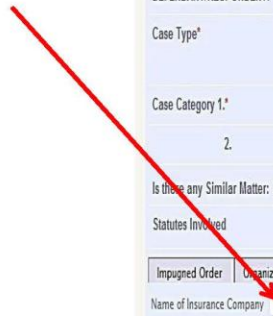 Case Type*
Case Category 1.*
2.
Is there any Similar Matter:
Statutes Involved
Impugned Order
Name of Insurance Company